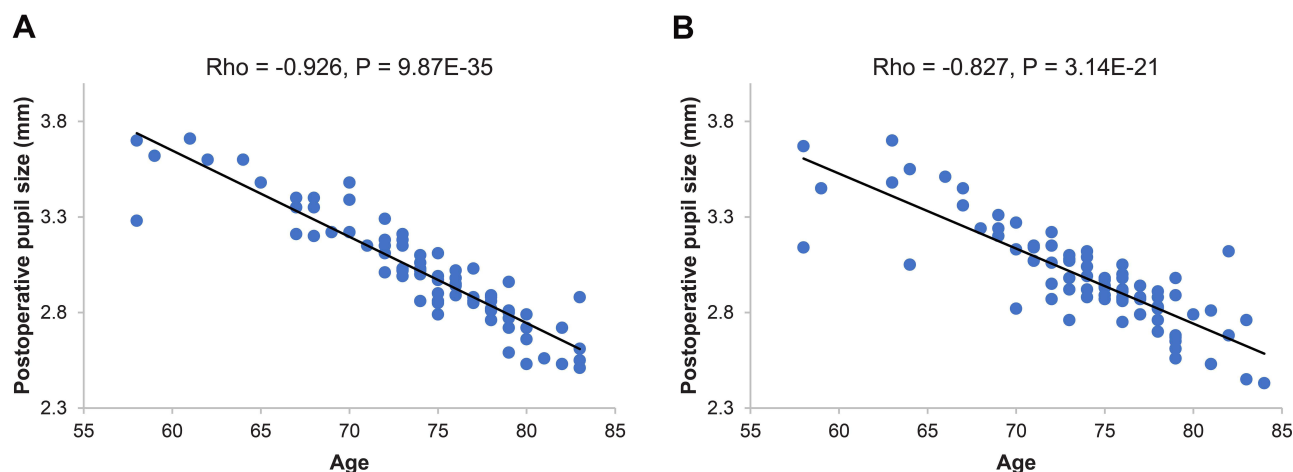 A
Rho = -0.926, P = 9.87E-35
Postoperative pupil size (mm)
3.8
3.3
2.8
2.3
55 60 65 70 75 80 85
Age
B
Rho = -0.827, P = 3.14E-21
Postoperative pupil size (mm)
3.8
3.3
2.8
2.3
55 60 65 70 75 80 85
Age